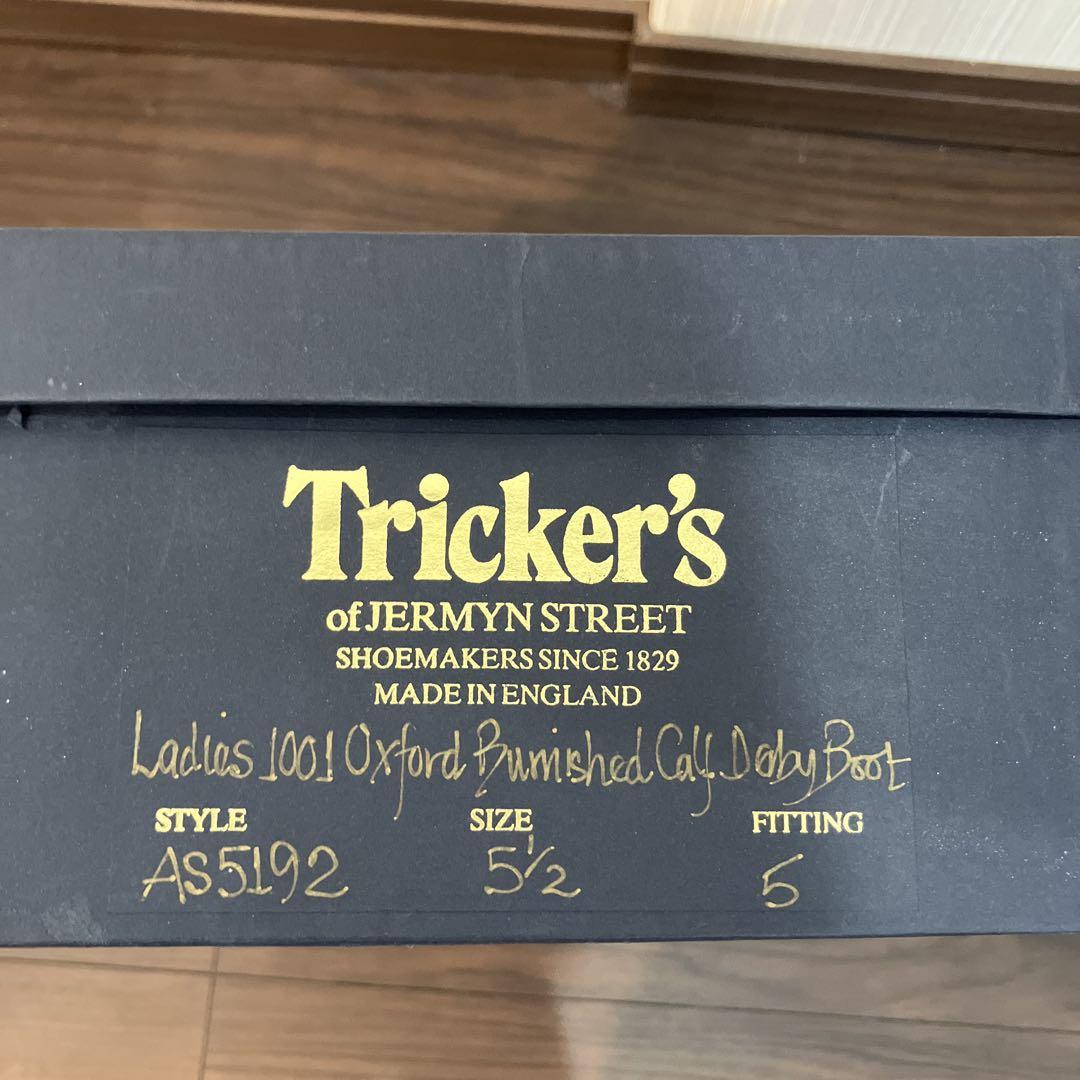 Tricker's
of JERMYN STREET
SHOEMAKERS SINCE 1829
MADE IN ENGLAND
Ladies 1001 Oxford Burnished Calf Derby Boot
STYLE SIZE FITTING
AS5192 5½ 5